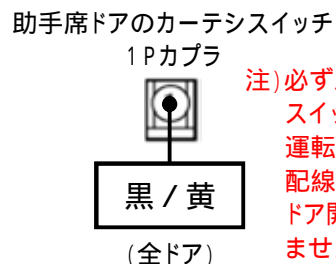 助手席ドアのカーテシスイッチ
1Pカプラ
黒/黄
(全ドア)
注)必ず
スイッ
運転
配線
ドア開
ませ